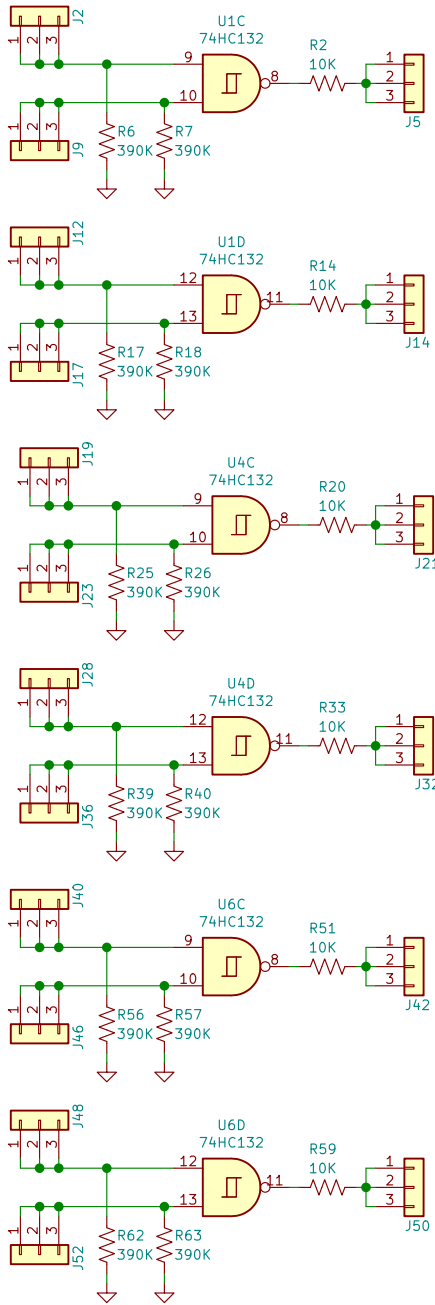 J2
U1C
74HC132
1 2 3
9
8
R2
10K
1
2
3
J5
10
1 2 3
J9
R6
390K
R7
390K
J12
U1D
74HC132
1 2 3
12
11
R14
10K
1
2
3
J14
13
1 2 3
J17
R17
390K
R18
390K
J19
U4C
74HC132
1 2 3
9
8
R20
10K
1
2
3
J21
10
1 2 3
J23
R25
390K
R26
390K
J28
U4D
74HC132
1 2 3
12
11
R33
10K
1
2
3
J32
13
1 2 3
J36
R39
390K
R40
390K
J40
U6C
74HC132
1 2 3
9
8
R51
10K
1
2
3
J42
10
1 2 3
J46
R56
390K
R57
390K
J48
U6D
74HC132
1 2 3
12
11
R59
10K
1
2
3
J50
13
1 2 3
J52
R62
390K
R63
390K